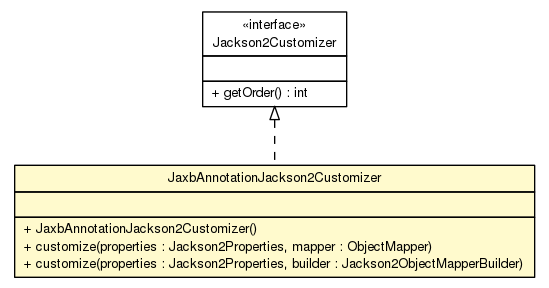 «interface»
Jackson2Customizer
+ getOrder() : int
JaxbAnnotationJackson2Customizer
+ JaxbAnnotationJackson2Customizer()
+ customize(properties : Jackson2Properties, mapper : ObjectMapper)
+ customize(properties : Jackson2Properties, builder : Jackson2ObjectMapperBuilder)